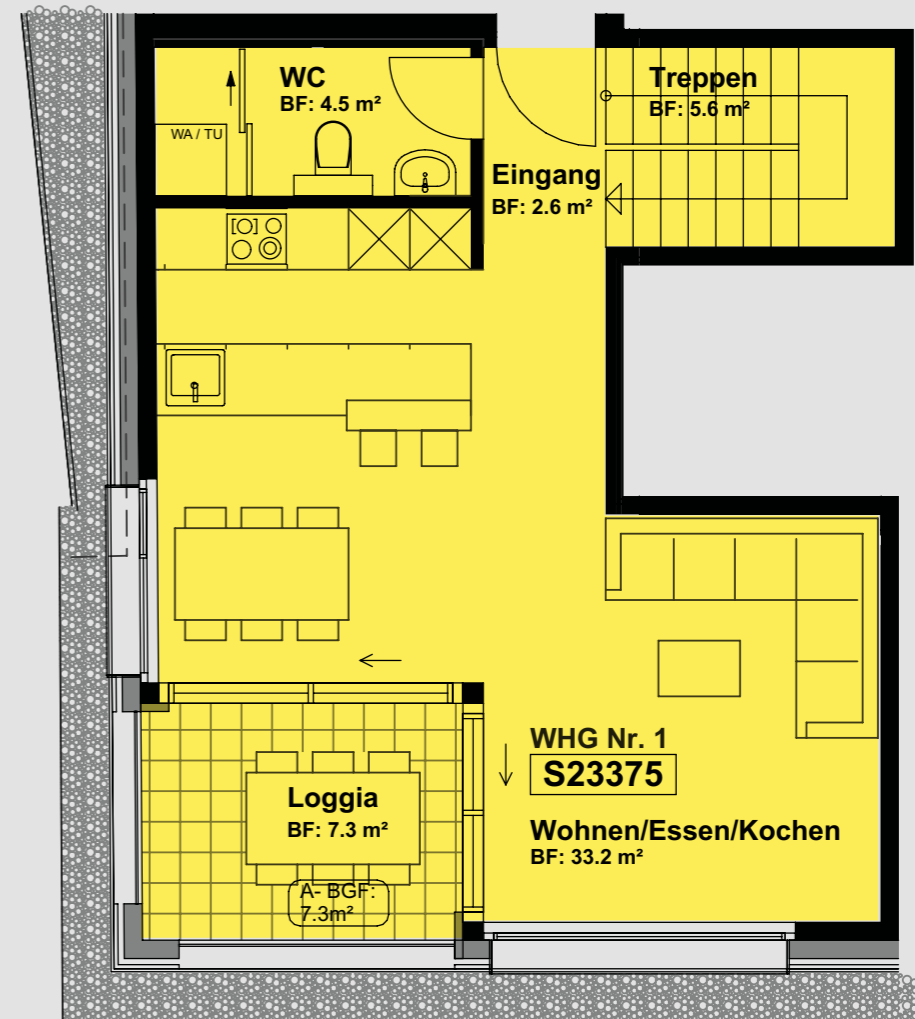 WC
BF: 4.5 m²
WA / TU
Treppen
BF: 5.6 m²
Eingang
BF: 2.6 m²
WHG Nr. 1
S23375
Wohnen/Essen/Kochen
BF: 33.2 m²
Loggia
BF: 7.3 m²
A- BGF:
7.3m²